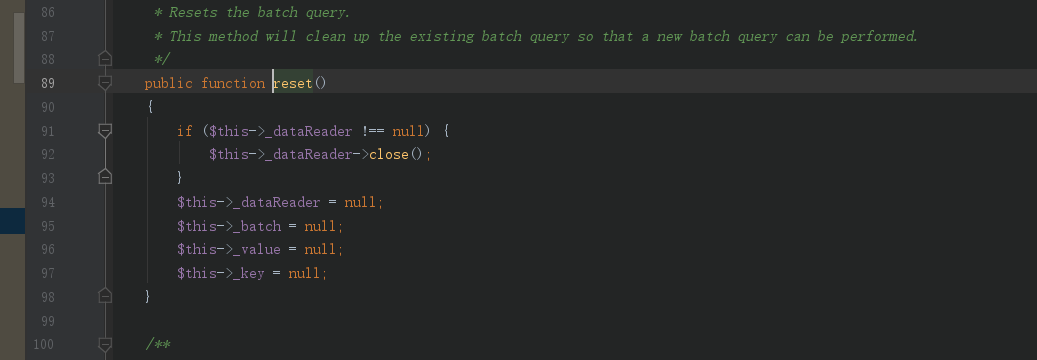 86 * Resets the batch query.
87 * This method will clean up the existing batch query so that a new batch query can be performed.
88 */
89 public function reset()
90 {
91 if ($this->_dataReader !== null) {
92 $this->_dataReader->close();
93 }
94 $this->_dataReader = null;
95 $this->_batch = null;
96 $this->_value = null;
97 $this->_key = null;
98 }
99
100 /**